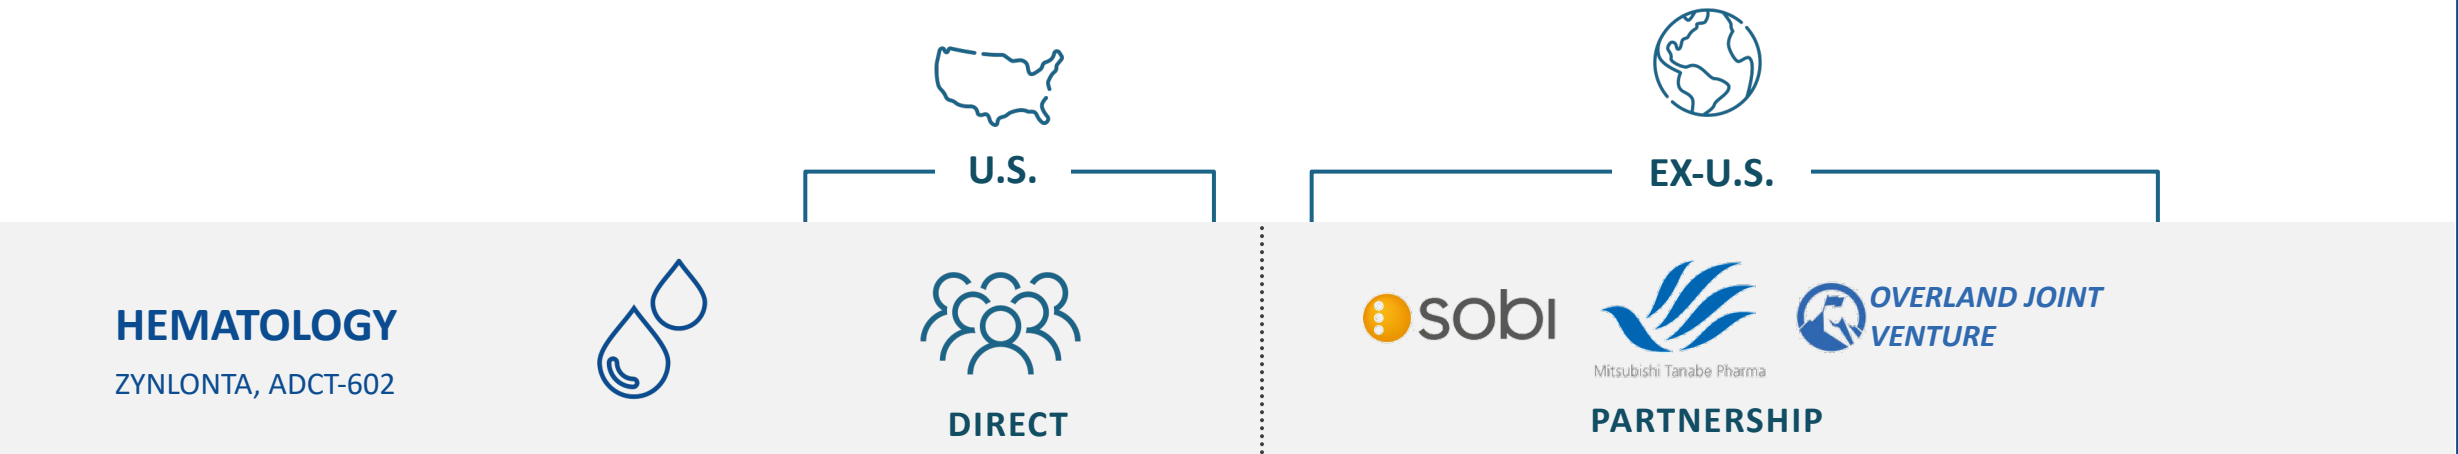 U.S.
EX-U.S.
HEMATOLOGY
ZYNLONTA, ADCT-602
DIRECT
sobi
Mitsubishi Tanabe Pharma
OVERLAND JOINT
VENTURE
PARTNERSHIP